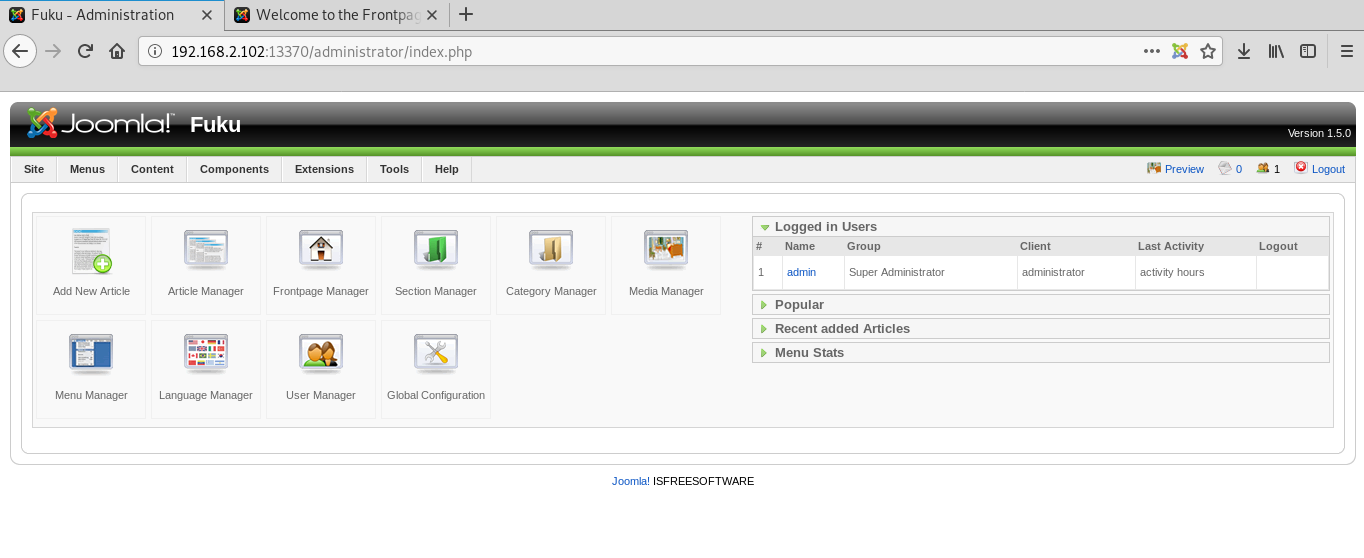 Fuku - Administration
Welcome to the Frontpag
192.168.2.102:13370/administrator/index.php
Joomla! Fuku
Version 1.5.0
Site Menus Content Components Extensions Tools Help Preview 0 1 Logout
Add New Article
Article Manager
Frontpage Manager
Section Manager
Category Manager
Media Manager
Menu Manager
Language Manager
User Manager
Global Configuration
Logged in Users
# Name Group Client Last Activity Logout
1 admin Super Administrator administrator activity hours
Popular
Recent added Articles
Menu Stats
Joomla! ISFREESOFTWARE